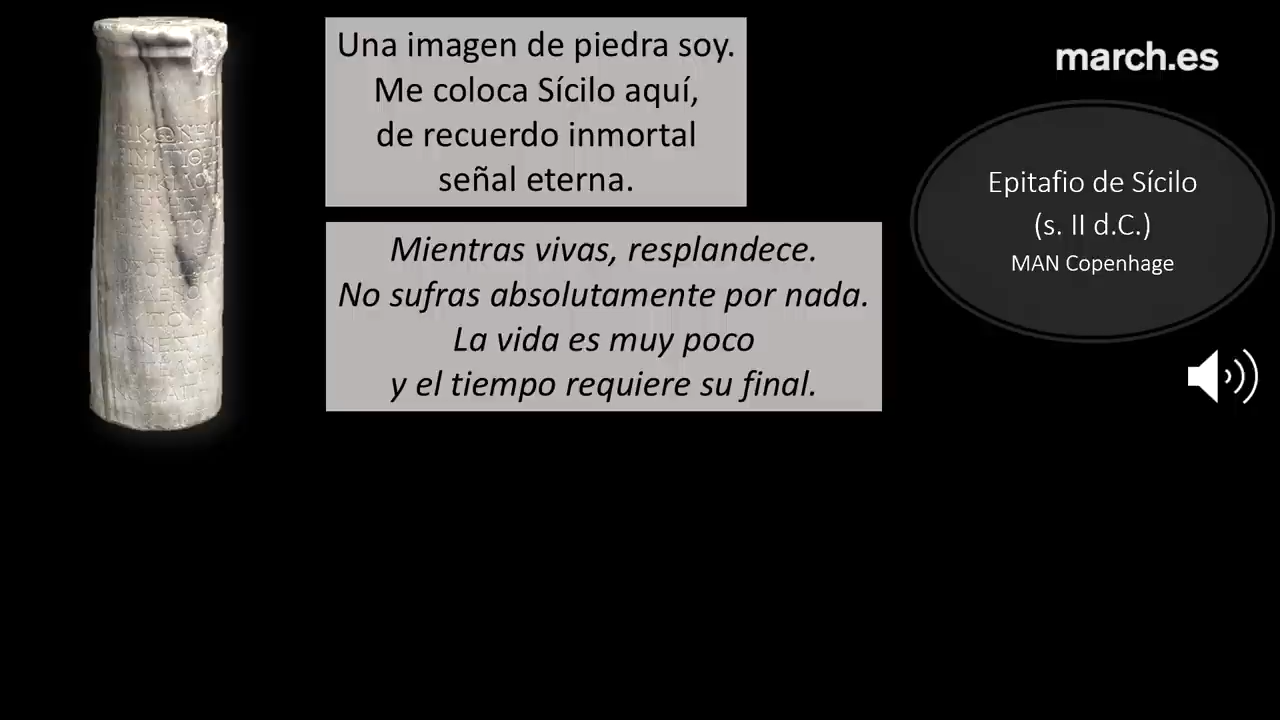 Una imagen de piedra soy.
Me coloca Sícilo aquí,
de recuerdo inmortal
señal eterna.
Mientras vivas, resplandece.
No sufras absolutamente por nada.
La vida es muy poco
y el tiempo requiere su final.
march.es
Epitafio de Sícilo
(s. II d.C.)
MAN Copenhage